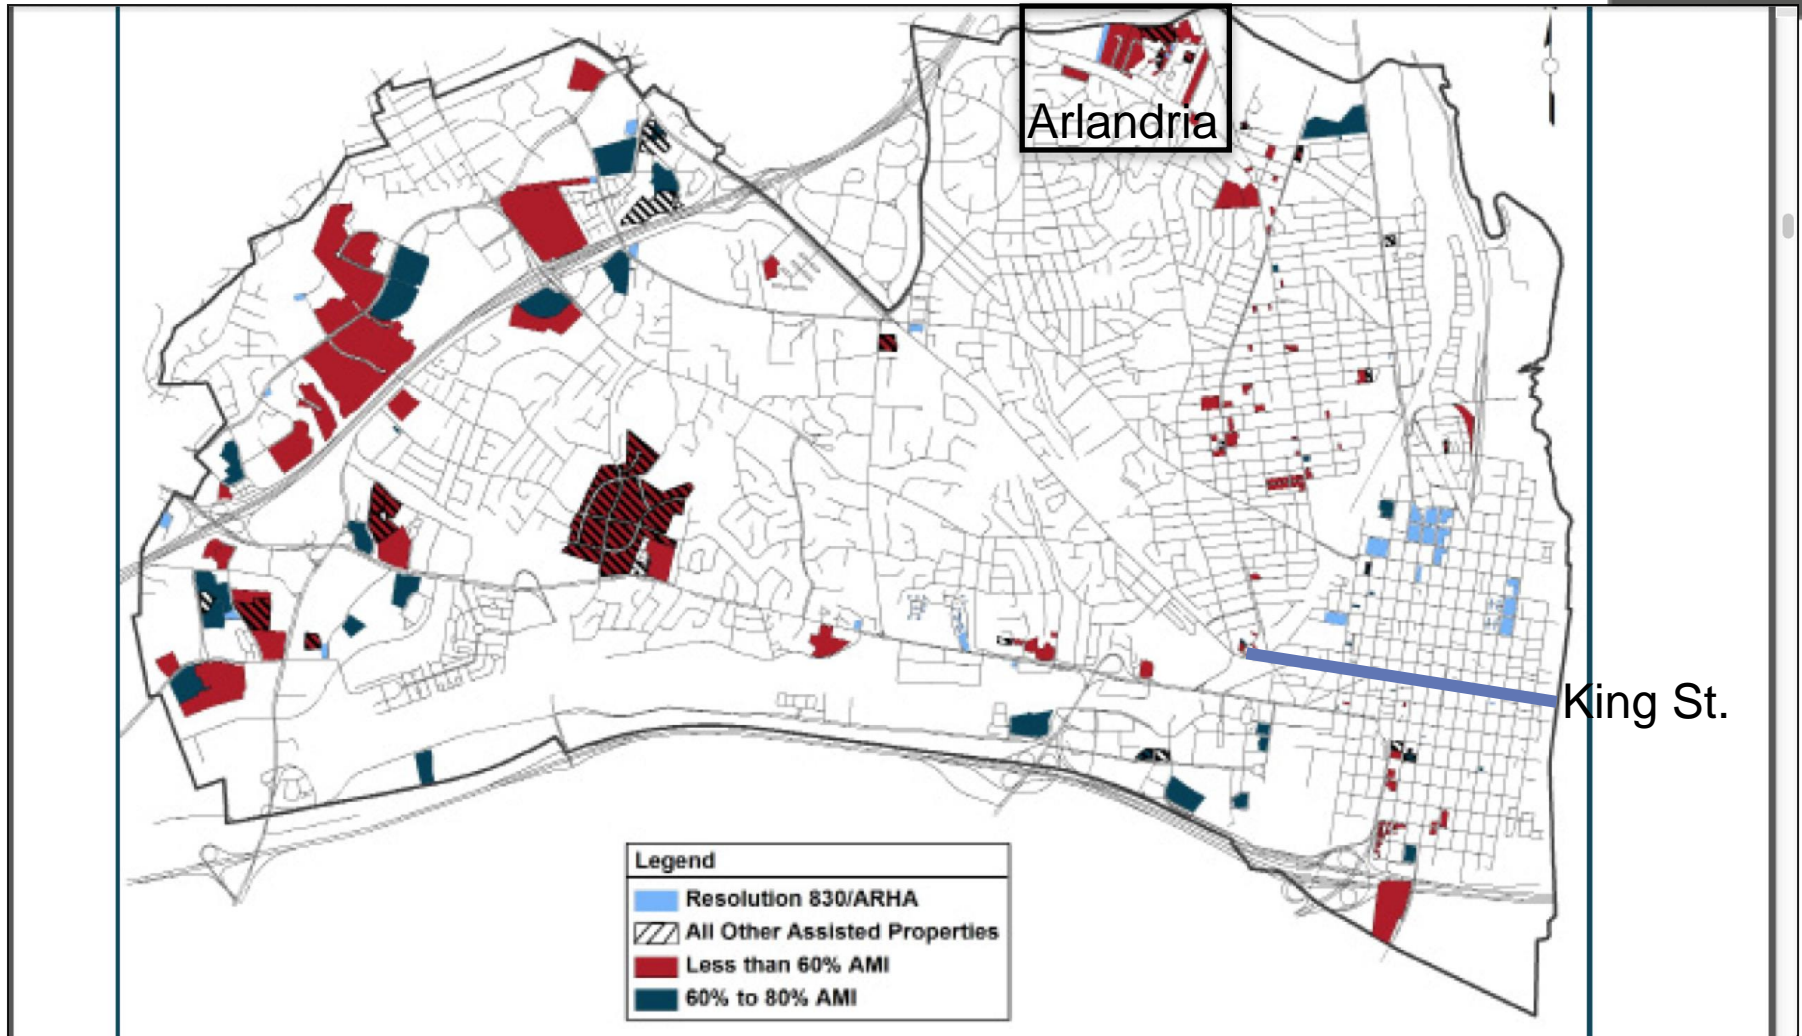 Arlandria
King St.
Legend
Resolution 830/ARHA
All Other Assisted Properties
Less than 60% AMI
60% to 80% AMI